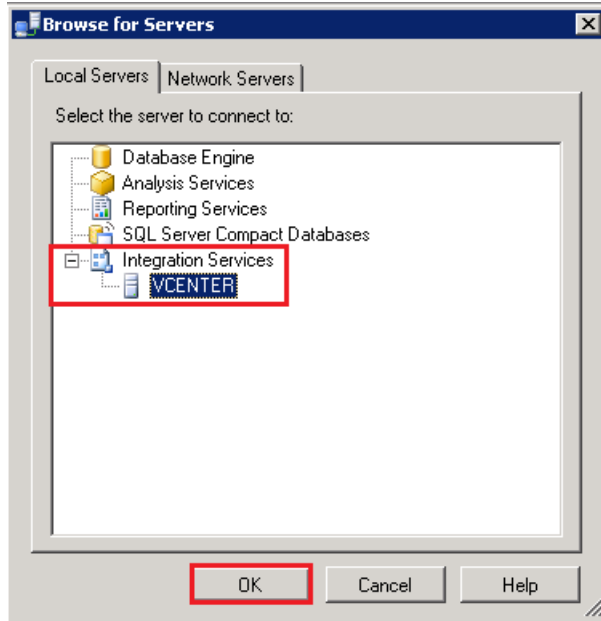 Browse for Servers
Local Servers Network Servers
Select the server to connect to:
Database Engine
Analysis Services
Reporting Services
SQL Server Compact Databases
Integration Services
VCENTER
OK Cancel Help